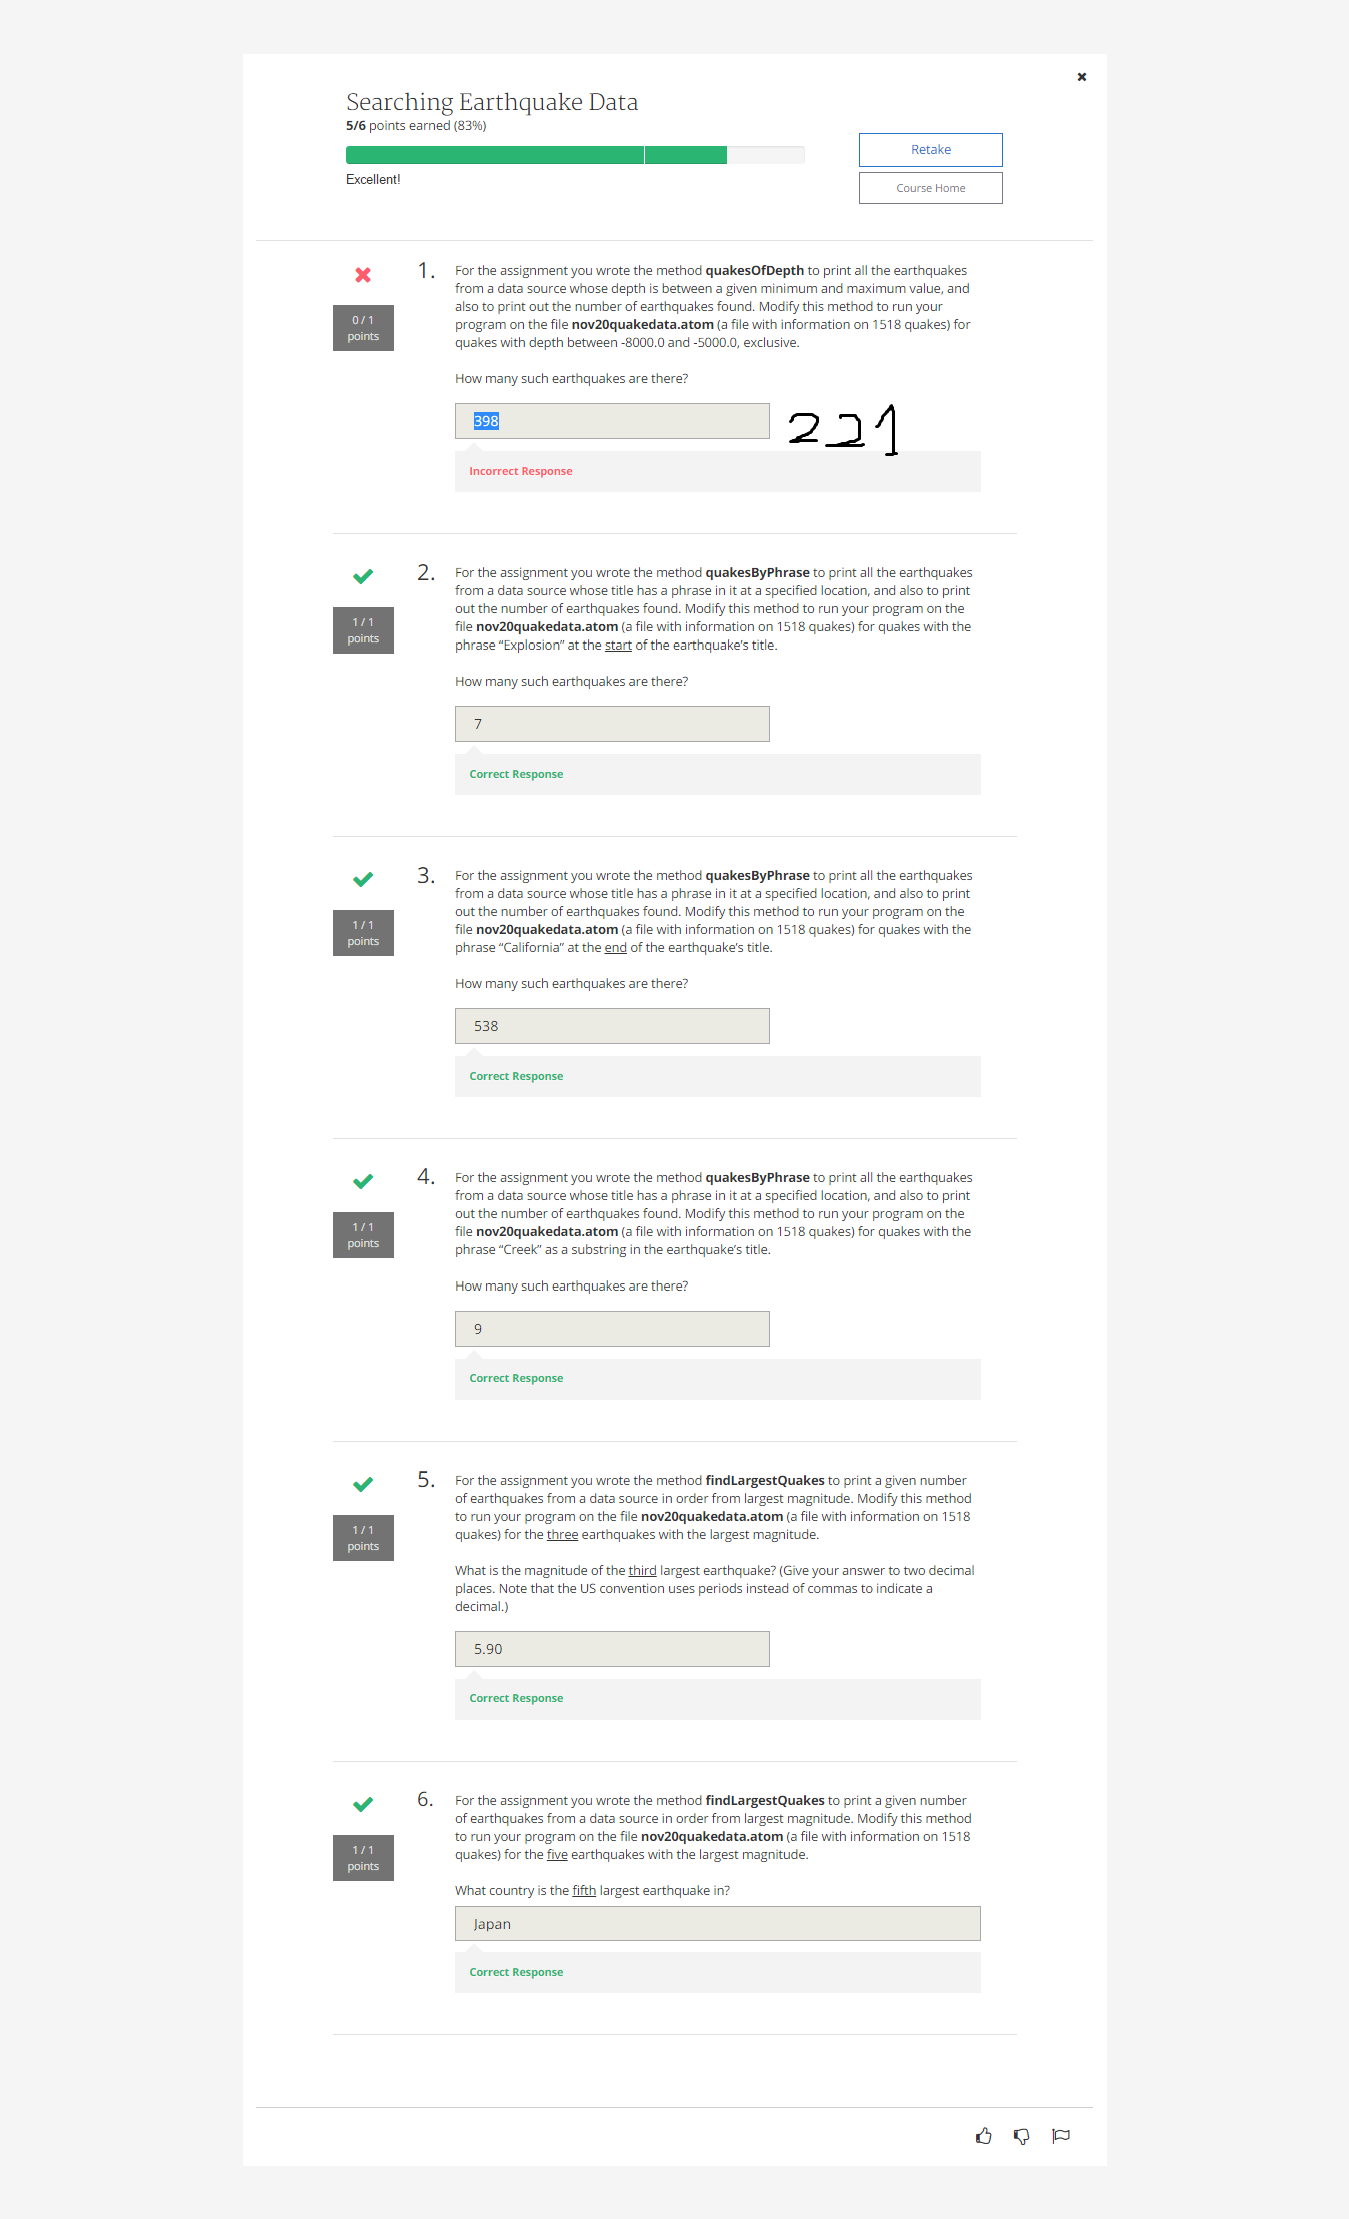 Searching Earthquake Data
5/6 points earned (83%)
Excellent!
Retake
Course Home
1.
0 / 1
points
For the assignment you wrote the method quakesOfDepth to print all the earthquakes
from a data source whose depth is between a given minimum and maximum value, and
also to print out the number of earthquakes found. Modify this method to run your
program on the file nov20quakedata.atom (a file with information on 1518 quakes) for
quakes with depth between -8000.0 and -5000.0, exclusive.
How many such earthquakes are there?
398 221
Incorrect Response
2.
1 / 1
points
For the assignment you wrote the method quakesByPhrase to print all the earthquakes
from a data source whose title has a phrase in it at a specified location, and also to print
out the number of earthquakes found. Modify this method to run your program on the
file nov20quakedata.atom (a file with information on 1518 quakes) for quakes with the
phrase “Explosion” at the start of the earthquake’s title.
How many such earthquakes are there?
7
Correct Response
3.
1 / 1
points
For the assignment you wrote the method quakesByPhrase to print all the earthquakes
from a data source whose title has a phrase in it at a specified location, and also to print
out the number of earthquakes found. Modify this method to run your program on the
file nov20quakedata.atom (a file with information on 1518 quakes) for quakes with the
phrase “California” at the end of the earthquake’s title.
How many such earthquakes are there?
538
Correct Response
4.
1 / 1
points
For the assignment you wrote the method quakesByPhrase to print all the earthquakes
from a data source whose title has a phrase in it at a specified location, and also to print
out the number of earthquakes found. Modify this method to run your program on the
file nov20quakedata.atom (a file with information on 1518 quakes) for quakes with the
phrase “Creek” as a substring in the earthquake’s title.
How many such earthquakes are there?
9
Correct Response
5.
1 / 1
points
For the assignment you wrote the method findLargestQuakes to print a given number
of earthquakes from a data source in order from largest magnitude. Modify this method
to run your program on the file nov20quakedata.atom (a file with information on 1518
quakes) for the three earthquakes with the largest magnitude.
What is the magnitude of the third largest earthquake? (Give your answer to two decimal
places. Note that the US convention uses periods instead of commas to indicate a
decimal.)
5.90
Correct Response
6.
1 / 1
points
For the assignment you wrote the method findLargestQuakes to print a given number
of earthquakes from a data source in order from largest magnitude. Modify this method
to run your program on the file nov20quakedata.atom (a file with information on 1518
quakes) for the five earthquakes with the largest magnitude.
What country is the fifth largest earthquake in?
Japan
Correct Response